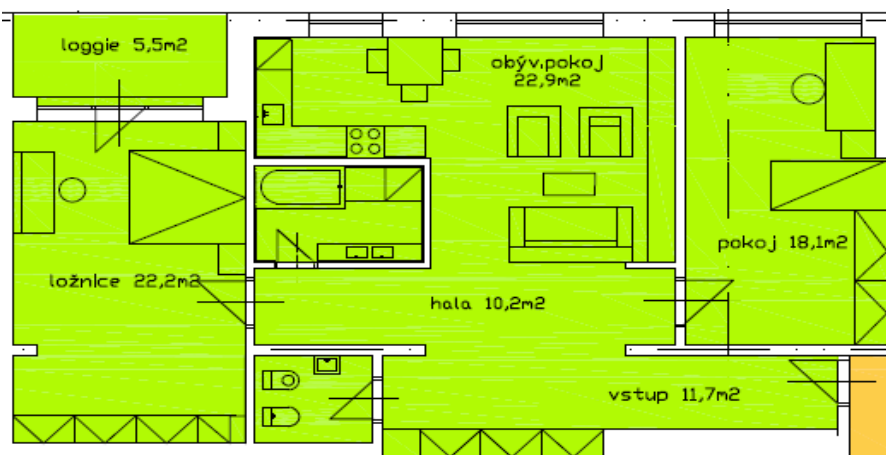 loggie 5,5m2
obýv.pokoj
22,9m2
pokoj 18,1m2
ložnice 22,2m2
hala 10,2m2
vstup 11,7m2